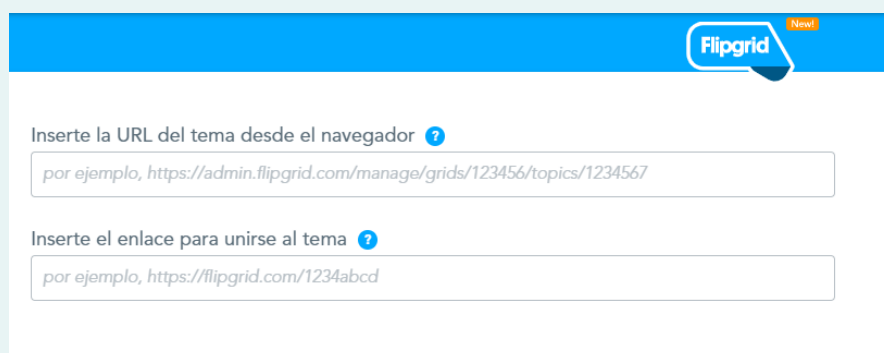 New!
Flipgrid
Inserte la URL del tema desde el navegador ?
por ejemplo, https://admin.flipgrid.com/manage/grids/123456/topics/1234567
Inserte el enlace para unirse al tema ?
por ejemplo, https://flipgrid.com/1234abcd